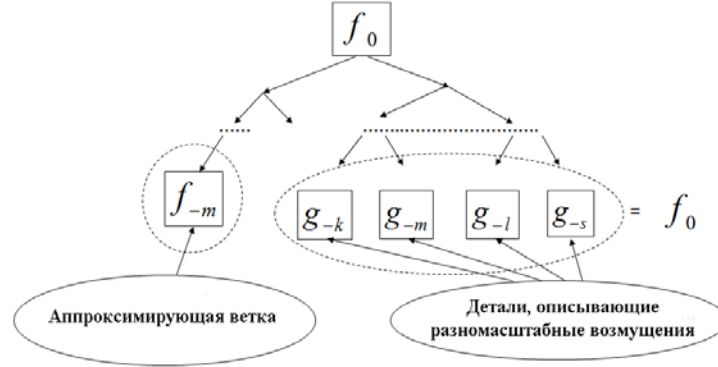 f₀
f₋ₘ
g₋ₖ g₋ₘ g₋ₗ g₋ₛ = f₀
Аппроксимирующая ветка
Детали, описывающие
разномасштабные возмущения